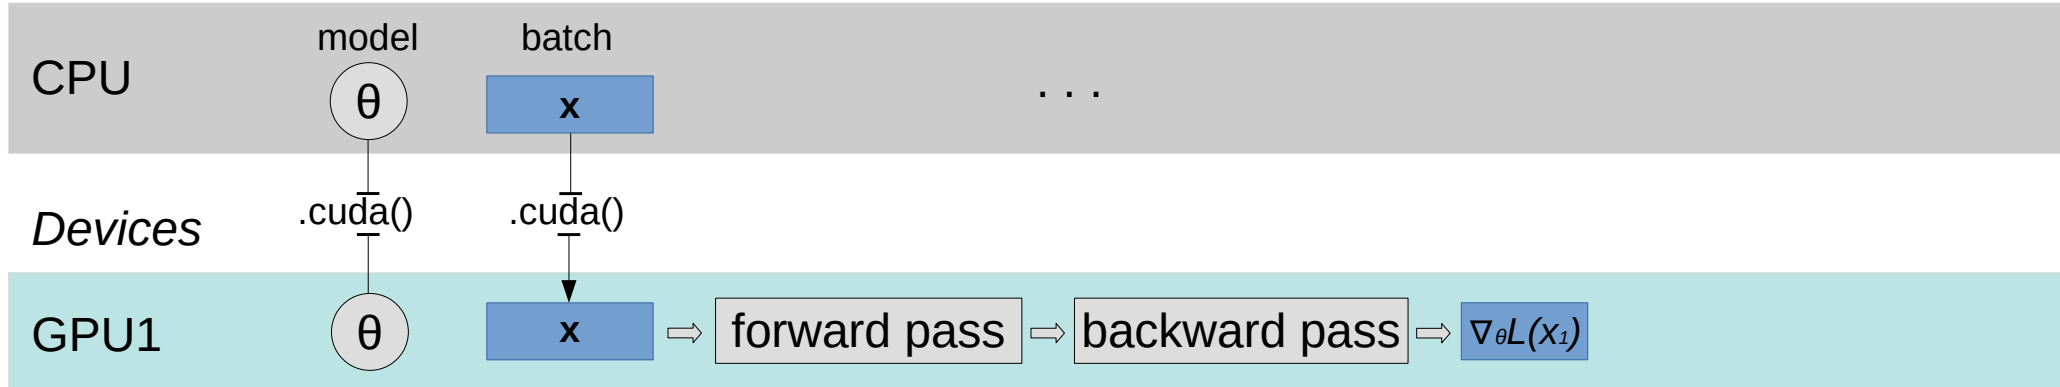 model batch
CPU θ x . . .
.cuda() .cuda()
Devices
GPU1 θ x forward pass backward pass ∇θL(x₁)